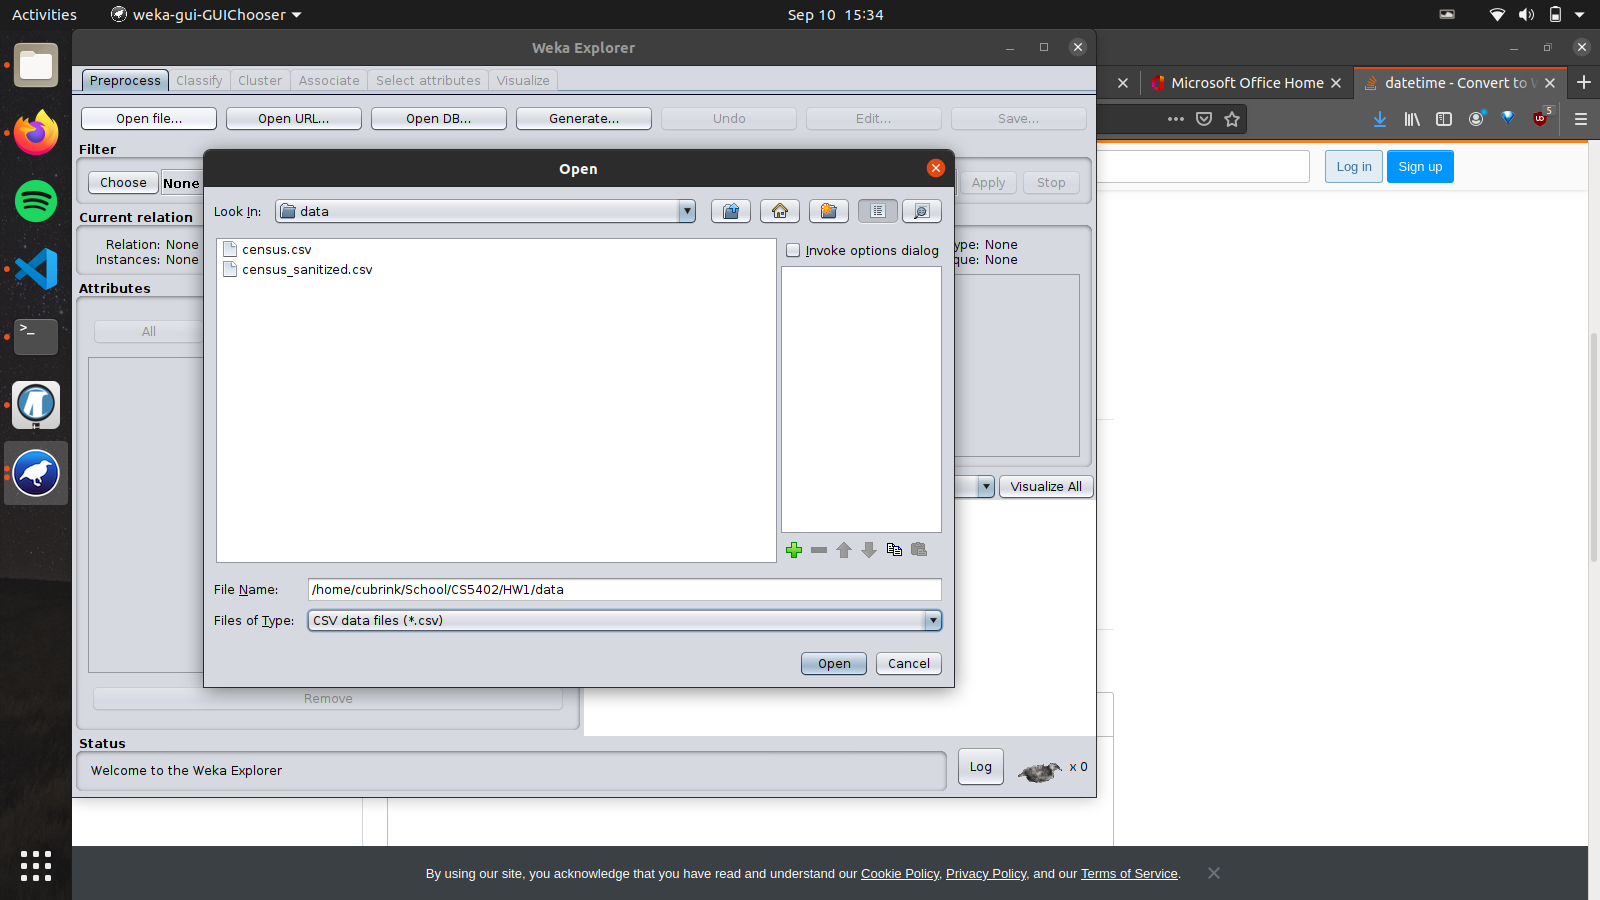 Activities
weka-gui-GUIChooser
Sep 10 15:34
Weka Explorer
Microsoft Office Home
datetime - Convert to
5
Preprocess
Classify
Cluster
Associate
Select attributes
Visualize
Open file...
Open URL...
Open DB...
Generate...
Undo
Edit...
Save...
Filter
Choose
None
Apply
Stop
Log in
Sign up
Current relation
Relation: None
Instances: None
ype: None
que: None
Attributes
All
Visualize All
Remove
Open
Look In:
data
census.csv
census_sanitized.csv
Invoke options dialog
File Name:
/home/cubrink/School/CS5402/HW1/data
Files of Type:
CSV data files (*.csv)
Open
Cancel
Status
Welcome to the Weka Explorer
Log
x 0
By using our site, you acknowledge that you have read and understand our Cookie Policy, Privacy Policy, and our Terms of Service.